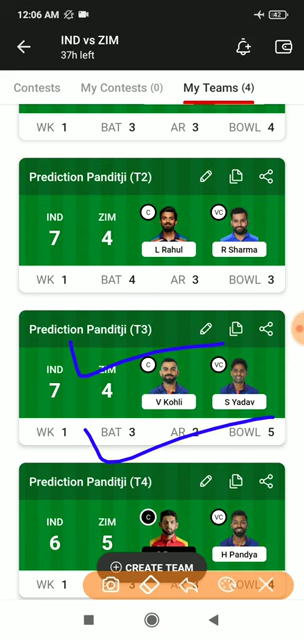 12:06 AM 42
IND vs ZIM
37h left
Contests My Contests (0) My Teams (4)
WK 1 BAT 3 AR 3 BOWL 4
Prediction Panditji (T2)
IND ZIM C VC
7 4 L Rahul R Sharma
WK 1 BAT 4 AR 3 BOWL 3
Prediction Panditji (T3)
IND ZIM C VC
7 4 V Kohli S Yadav
WK 1 BAT 3 AR 2 BOWL 5
Prediction Panditji (T4)
IND ZIM C VC
6 5 H Pandya
CREATE TEAM
WK 1 3 3 4